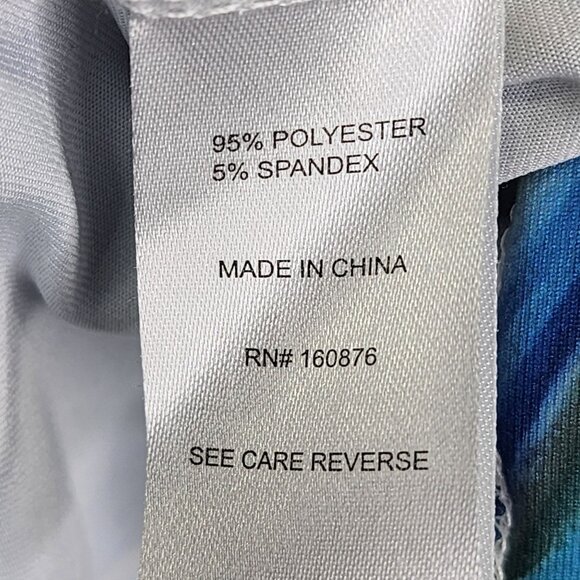 95% POLYESTER
5% SPANDEX
MADE IN CHINA
RN# 160876
SEE CARE REVERSE